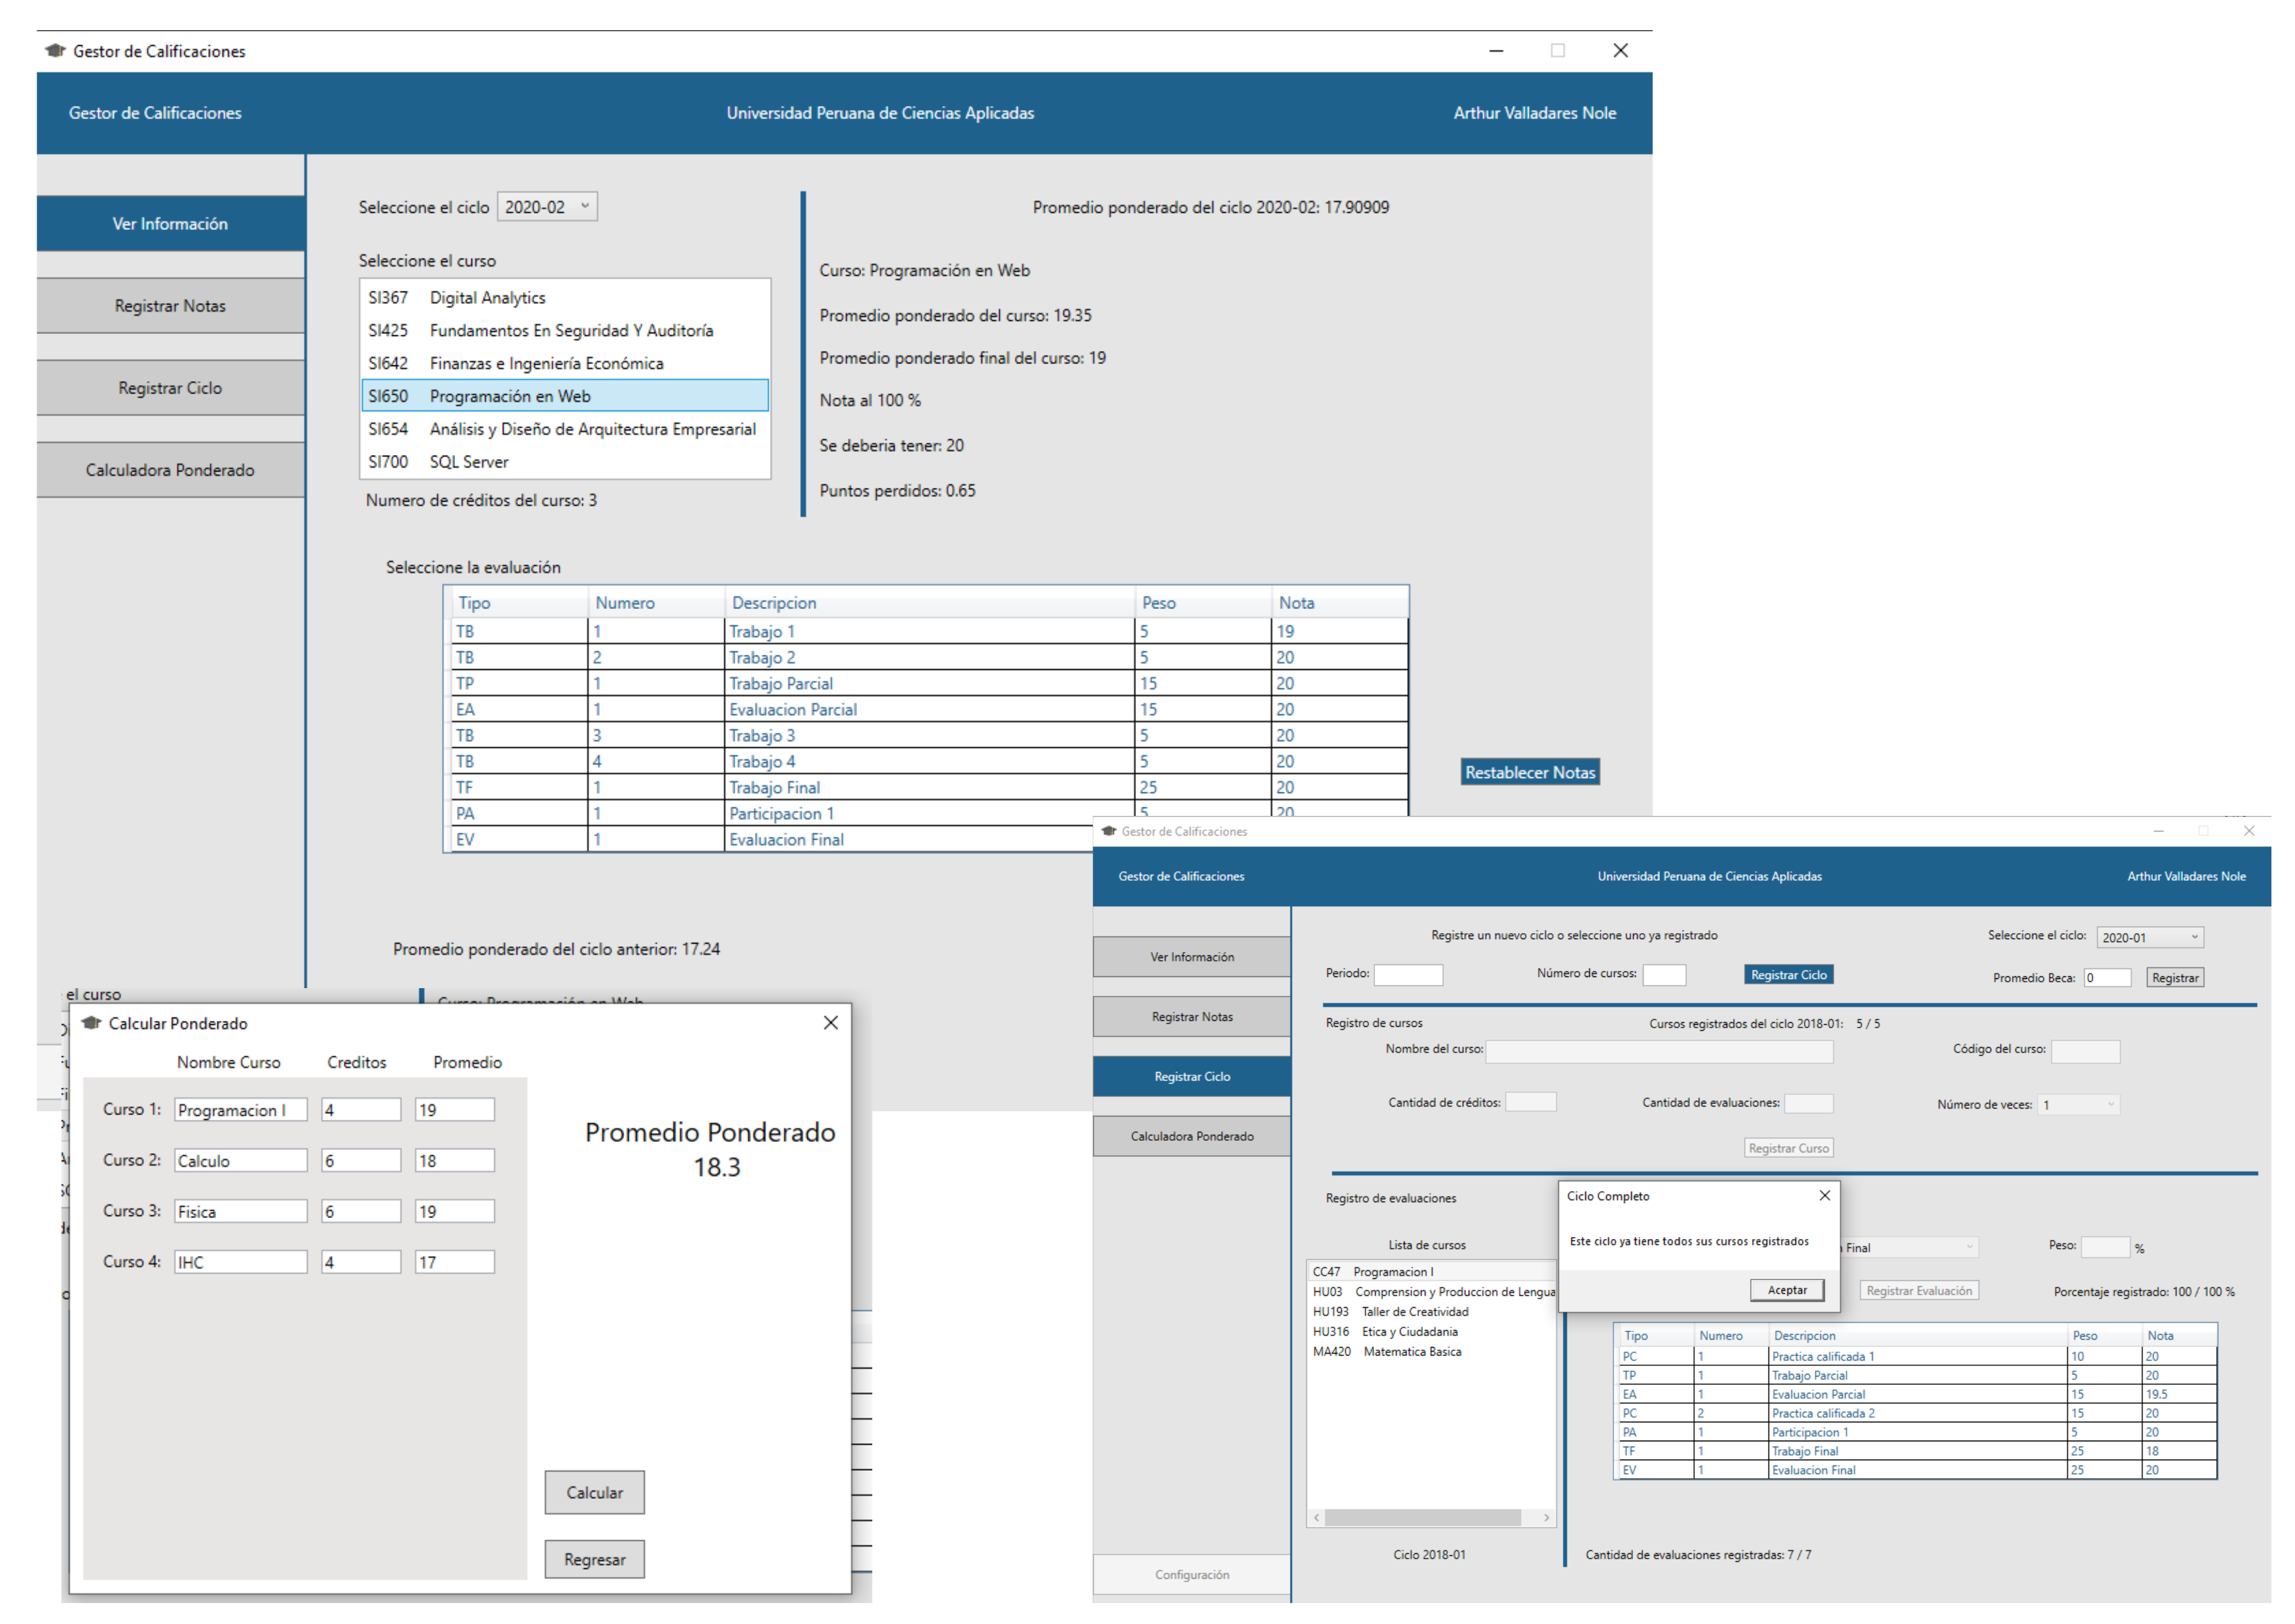 Gestor de Calificaciones
Gestor de Calificaciones Universidad Peruana de Ciencias Aplicadas Arthur Valladares Nole
Ver Información
Registrar Notas
Registrar Ciclo
Calculadora Ponderado
Seleccione el ciclo 2020-02
Seleccione el curso
SI367 Digital Analytics
SI425 Fundamentos En Seguridad Y Auditoría
SI642 Finanzas e Ingeniería Económica
SI650 Programación en Web
SI654 Análisis y Diseño de Arquitectura Empresarial
SI700 SQL Server
Numero de créditos del curso: 3
Promedio ponderado del ciclo 2020-02: 17.90909
Curso: Programación en Web
Promedio ponderado del curso: 19.35
Promedio ponderado final del curso: 19
Nota al 100 %
Se deberia tener: 20
Puntos perdidos: 0.65
Seleccione la evaluación
Tipo Numero Descripcion Peso Nota
TB 1 Trabajo 1 5 19
TB 2 Trabajo 2 5 20
TP 1 Trabajo Parcial 15 20
EA 1 Evaluacion Parcial 15 20
TB 3 Trabajo 3 5 20
TB 4 Trabajo 4 5 20
TF 1 Trabajo Final 25 20
PA 1 Participacion 1 5 20
EV 1 Evaluacion Final
Restablecer Notas
Promedio ponderado del ciclo anterior: 17.24
el curso
Curso: Programación en Web
Calcular Ponderado
Nombre Curso Creditos Promedio
Curso 1: Programacion I 4 19
Curso 2: Calculo 6 18
Curso 3: Fisica 6 19
Curso 4: IHC 4 17
Promedio Ponderado
18.3
Calcular
Regresar
Gestor de Calificaciones
Gestor de Calificaciones Universidad Peruana de Ciencias Aplicadas Arthur Valladares Nole
Ver Información
Registrar Notas
Registrar Ciclo
Calculadora Ponderado
Configuración
Registre un nuevo ciclo o seleccione uno ya registrado Seleccione el ciclo: 2020-01
Periodo: Número de cursos: Registrar Ciclo Promedio Beca: 0 Registrar
Registro de cursos Cursos registrados del ciclo 2018-01: 5 / 5
Nombre del curso: Código del curso:
Cantidad de créditos: Cantidad de evaluaciones: Número de veces: 1
Registrar Curso
Registro de evaluaciones
Ciclo Completo
Este ciclo ya tiene todos sus cursos registrados
Aceptar
Final Peso: %
Registrar Evaluación Porcentaje registrado: 100 / 100 %
Lista de cursos
CC47 Programacion I
HU03 Comprension y Produccion de Lengua
HU193 Taller de Creatividad
HU316 Etica y Ciudadania
MA420 Matematica Basica
Tipo Numero Descripcion Peso Nota
PC 1 Practica calificada 1 10 20
TP 1 Trabajo Parcial 5 20
EA 1 Evaluacion Parcial 15 19.5
PC 2 Practica calificada 2 15 20
PA 1 Participacion 1 5 20
TF 1 Trabajo Final 25 18
EV 1 Evaluacion Final 25 20
Ciclo 2018-01 Cantidad de evaluaciones registradas: 7 / 7